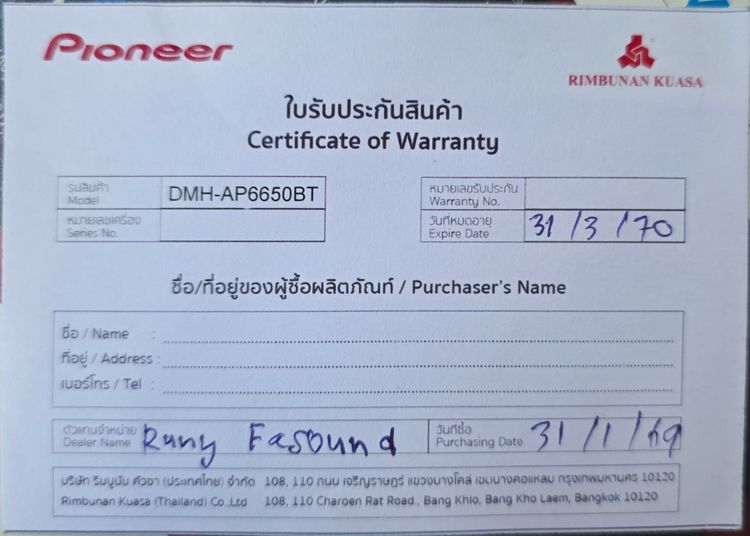 Pioneer
RIMBUNAN KUASA
ใบรับประกันสินค้า
Certificate of Warranty
รุ่นสินค้า
Model
DMH-AP6650BT
หมายเลขรับประกัน
Warranty No.
หมายเลขเครื่อง
Series No.
วันที่หมดอายุ
Expire Date
31/3/70
ชื่อ/ที่อยู่ของผู้ซื้อผลิตภัณฑ์ / Purchaser's Name
ชื่อ / Name :
ที่อยู่ / Address :
เบอร์โทร / Tel :
ตัวแทนจำหน่าย
Dealer Name
Runy Fasound
วันที่ซื้อ
Purchasing Date
31/1/69
บริษัท ริมบูนัน คัวซา (ประเทศไทย) จำกัด 108, 110 ถนน เจริญราษฎร์ แขวงบางโคล่ เขตบางคอแหลม กรุงเทพมหานคร 10120
Rimbunan Kuasa (Thailand) Co.,Ltd 108, 110 Charoen Rat Road., Bang Khlo, Bang Kho Laem, Bangkok 10120